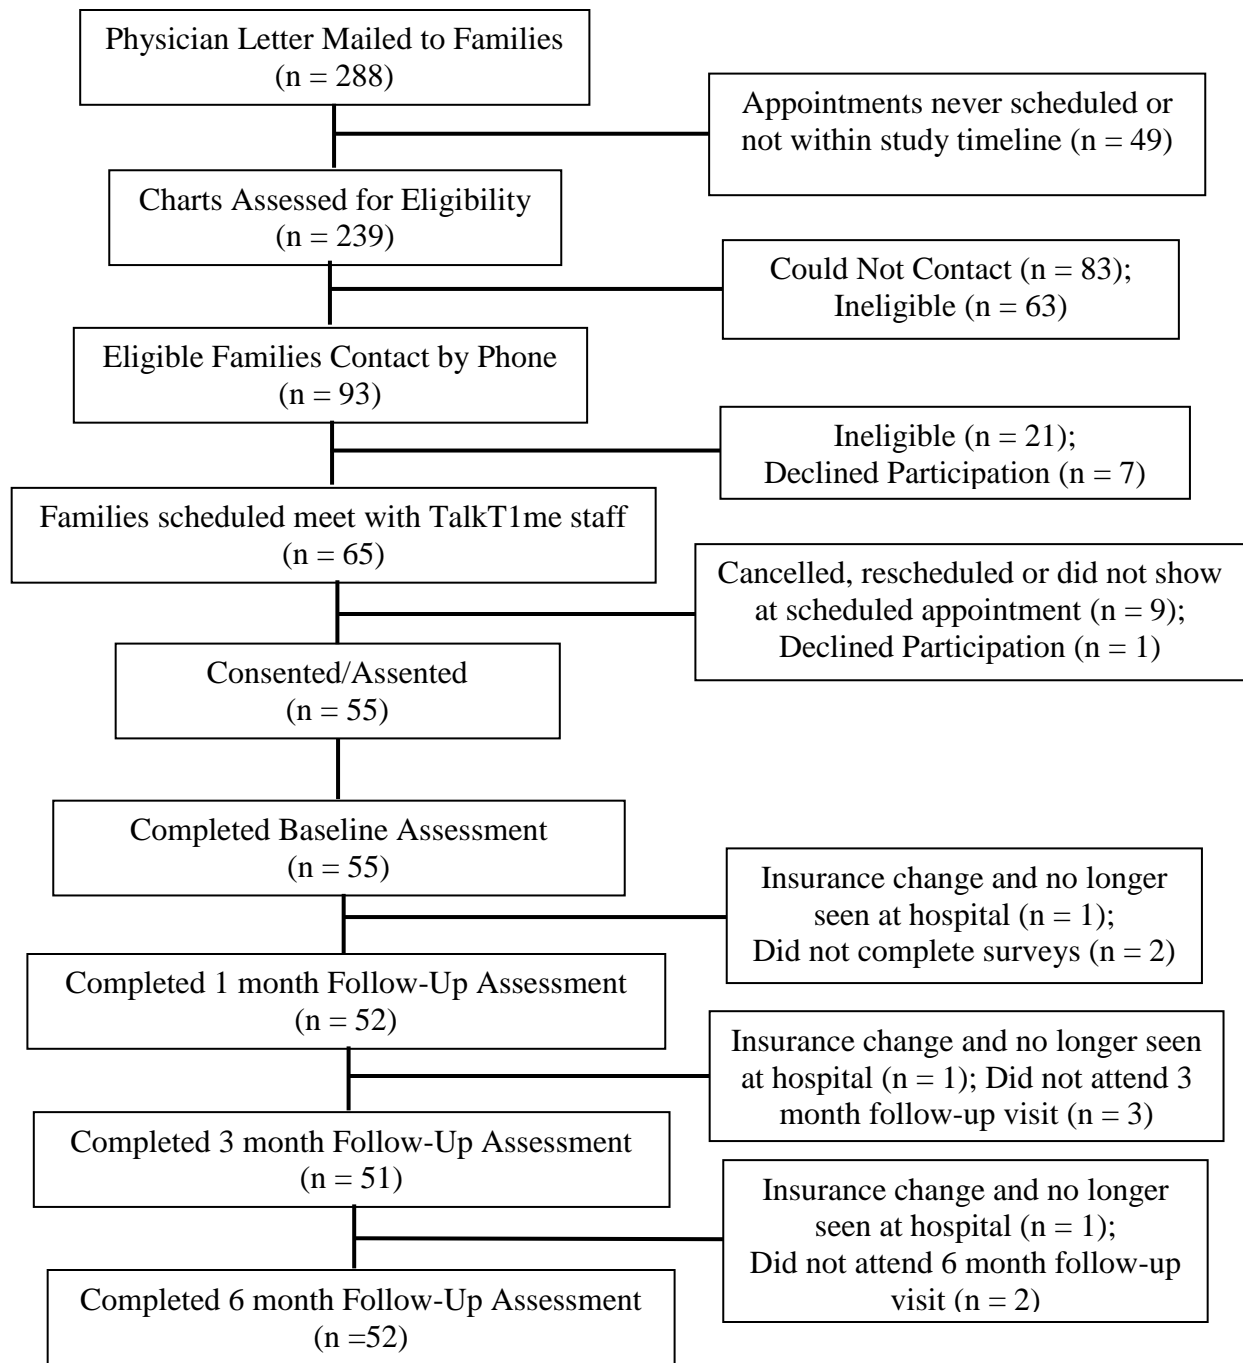 Physician Letter Mailed to Families
(n = 288)
Appointments never scheduled or
not within study timeline (n = 49)
Charts Assessed for Eligibility
(n = 239)
Could Not Contact (n = 83);
Ineligible (n = 63)
Eligible Families Contact by Phone
(n = 93)
Ineligible (n = 21);
Declined Participation (n = 7)
Families scheduled meet with TalkT1me staff
(n = 65)
Cancelled, rescheduled or did not show
at scheduled appointment (n = 9);
Declined Participation (n = 1)
Consented/Assented
(n = 55)
Completed Baseline Assessment
(n = 55)
Insurance change and no longer
seen at hospital (n = 1);
Did not complete surveys (n = 2)
Completed 1 month Follow-Up Assessment
(n = 52)
Insurance change and no longer seen
at hospital (n = 1); Did not attend 3
month follow-up visit (n = 3)
Completed 3 month Follow-Up Assessment
(n = 51)
Insurance change and no longer
seen at hospital (n = 1);
Did not attend 6 month follow-up
visit (n = 2)
Completed 6 month Follow-Up Assessment
(n =52)